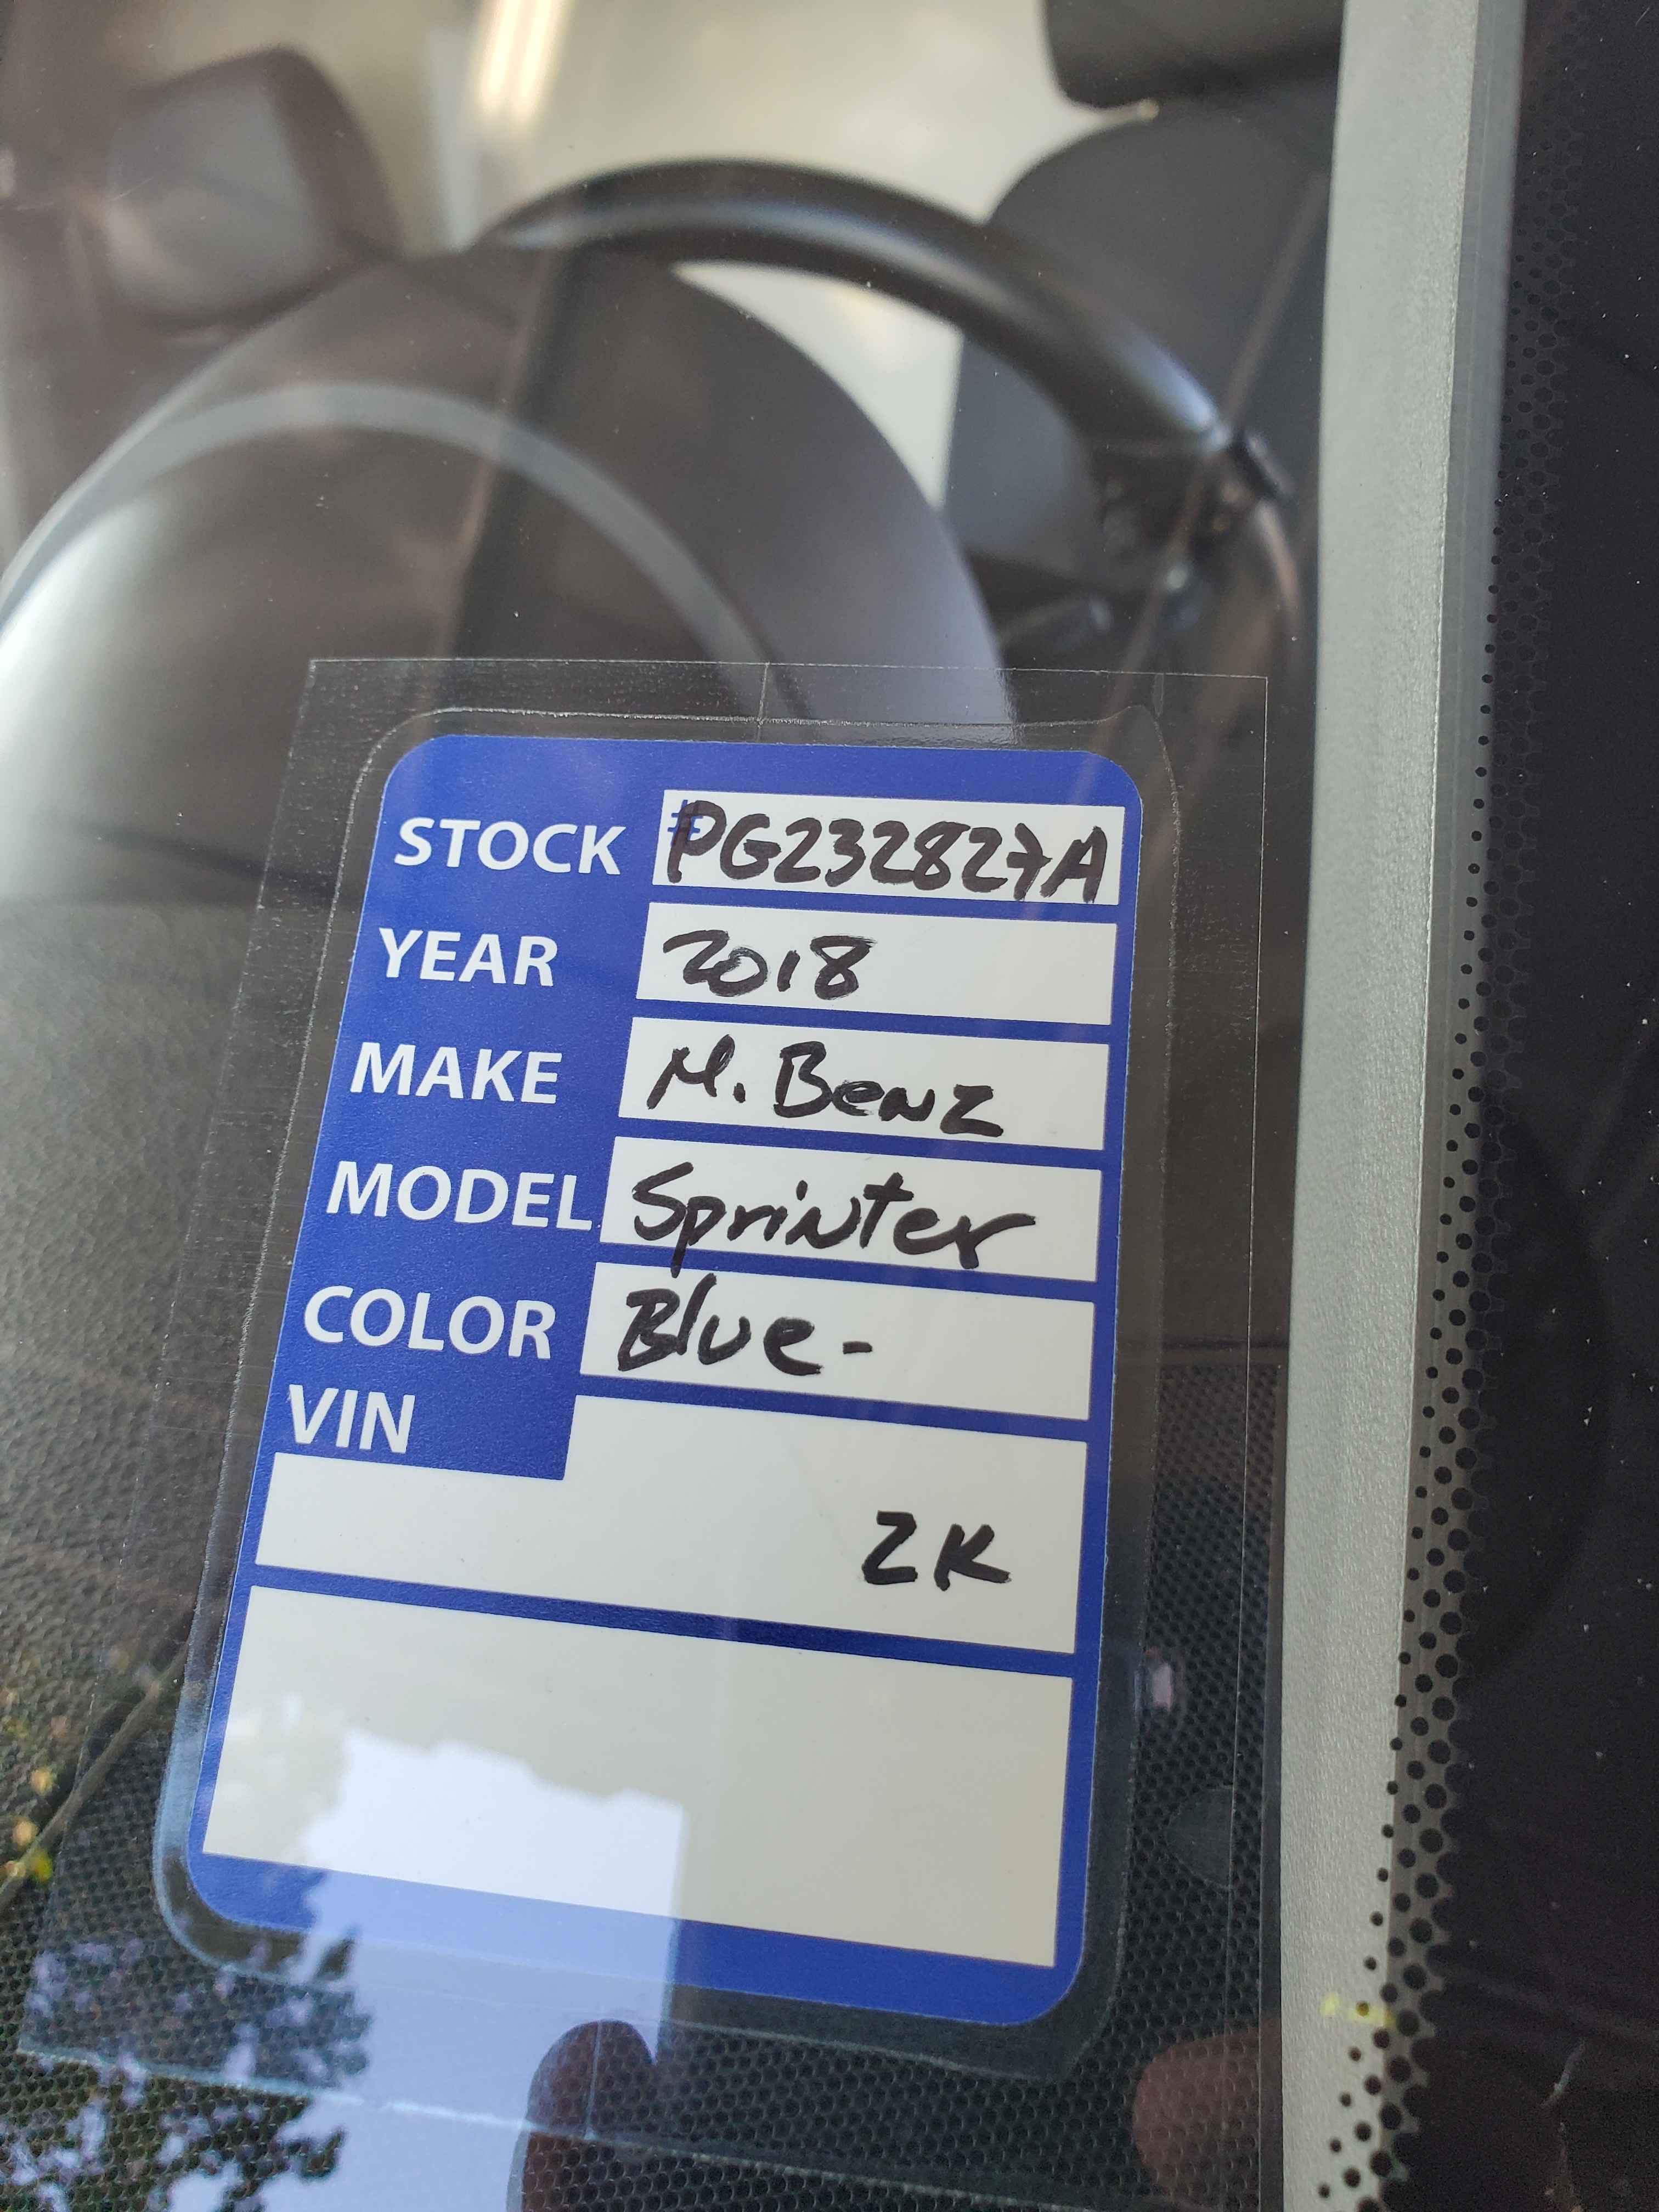 STOCK #PG232827A
YEAR 2018
MAKE M. Benz
MODEL Sprinter
COLOR Blue-
VIN
2K